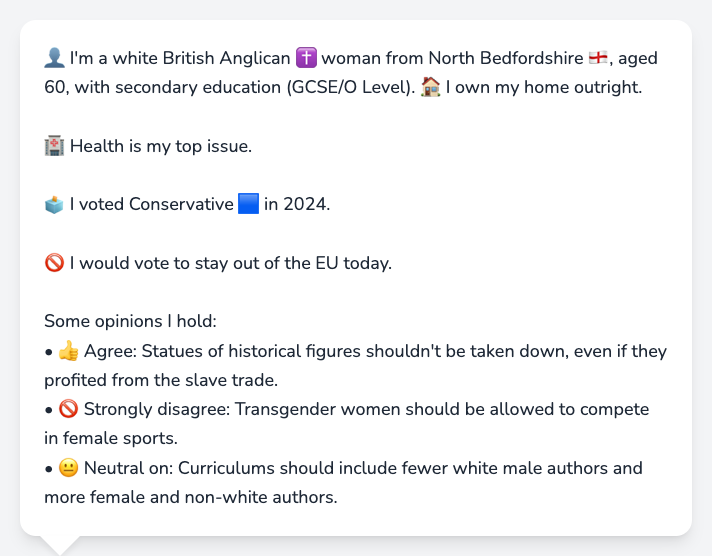 👤 I'm a white British Anglican ✝️ woman from North Bedfordshire 🏴󠁧󠁢󠁥󠁮󠁧󠁿, aged
60, with secondary education (GCSE/O Level). 🏠 I own my home outright.
🏥 Health is my top issue.
🗳️ I voted Conservative 🟦 in 2024.
🚫 I would vote to stay out of the EU today.
Some opinions I hold:
• 👍 Agree: Statues of historical figures shouldn't be taken down, even if they
profited from the slave trade.
• 🚫 Strongly disagree: Transgender women should be allowed to compete
in female sports.
• 😐 Neutral on: Curriculums should include fewer white male authors and
more female and non-white authors.